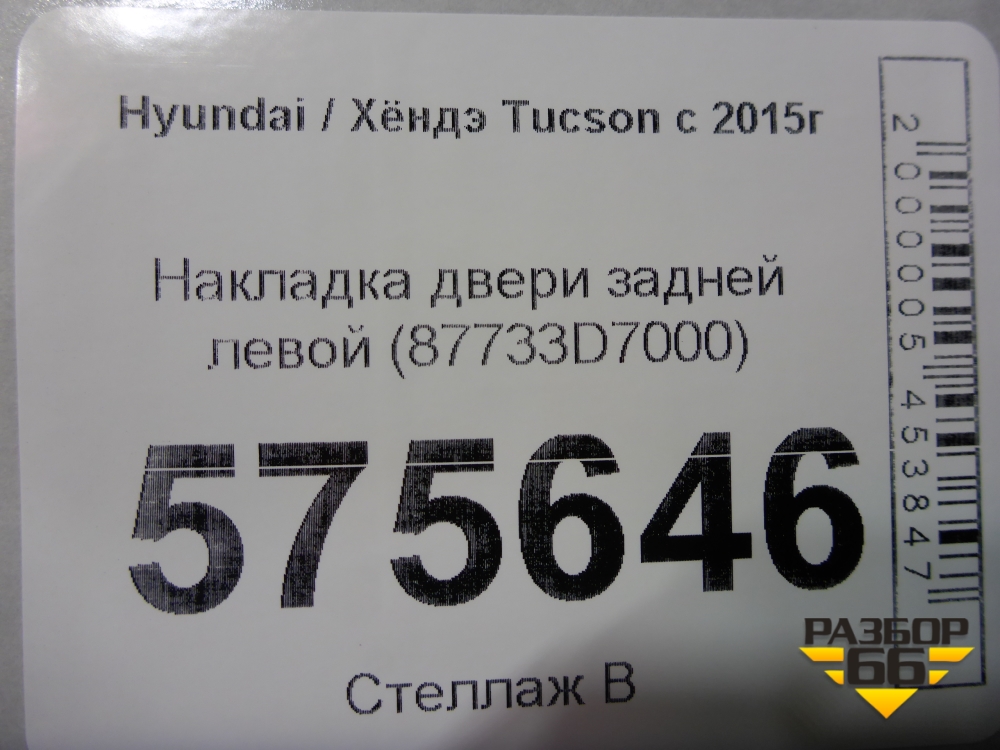 Hyundai / Хёндэ Tucson с 2015г
Накладка двери задней
левой (87733D7000)
575646
Стеллаж В
2000005453847
РАЗБОР
66